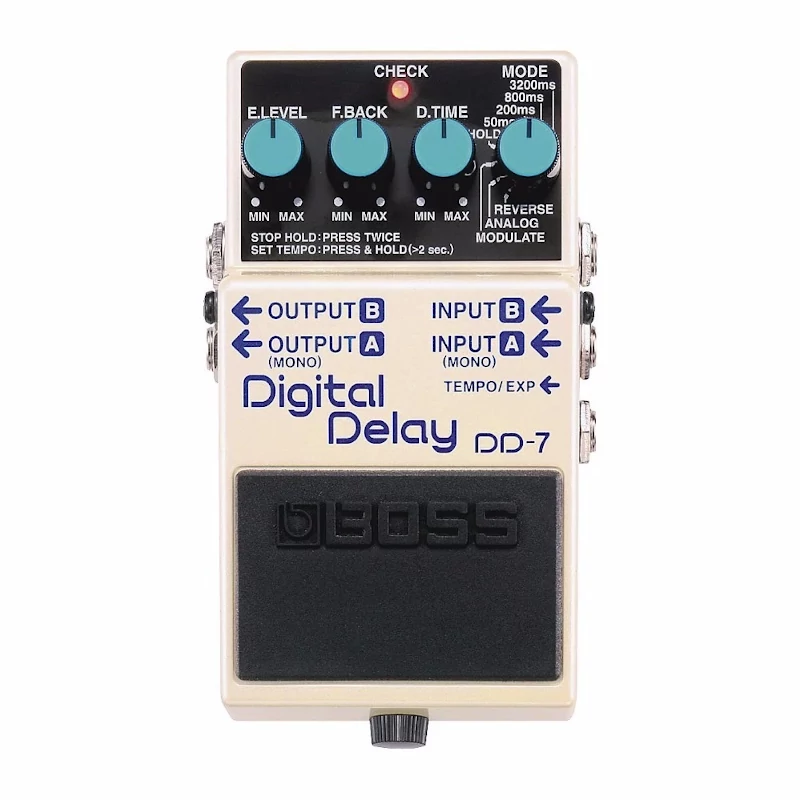 CHECK
MODE
3200ms
800ms
200ms
50ms
HOLD
E.LEVEL F.BACK D.TIME
REVERSE
ANALOG
MODULATE
MIN MAX MIN MAX MIN MAX
STOP HOLD:PRESS TWICE
SET TEMPO:PRESS & HOLD(>2 sec.)
OUTPUT B INPUT B
OUTPUT A INPUT A
(MONO) (MONO)
TEMPO/EXP
Digital
Delay DD-7
BOSS